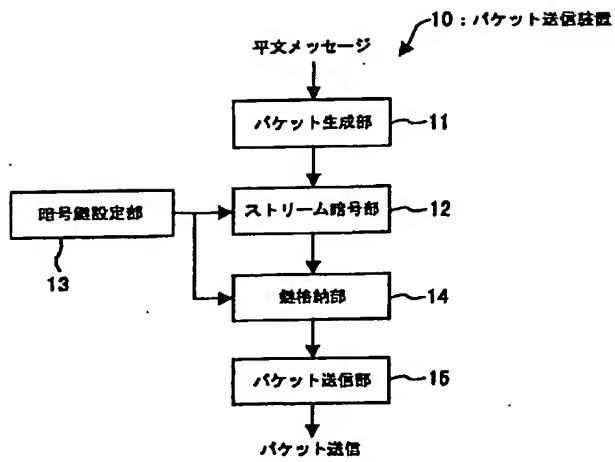 10：パケット送信装置
平文メッセージ
パケット生成部
11
暗号鍵設定部
13
ストリーム暗号部
12
鍵格納部
14
パケット送信部
15
パケット送信